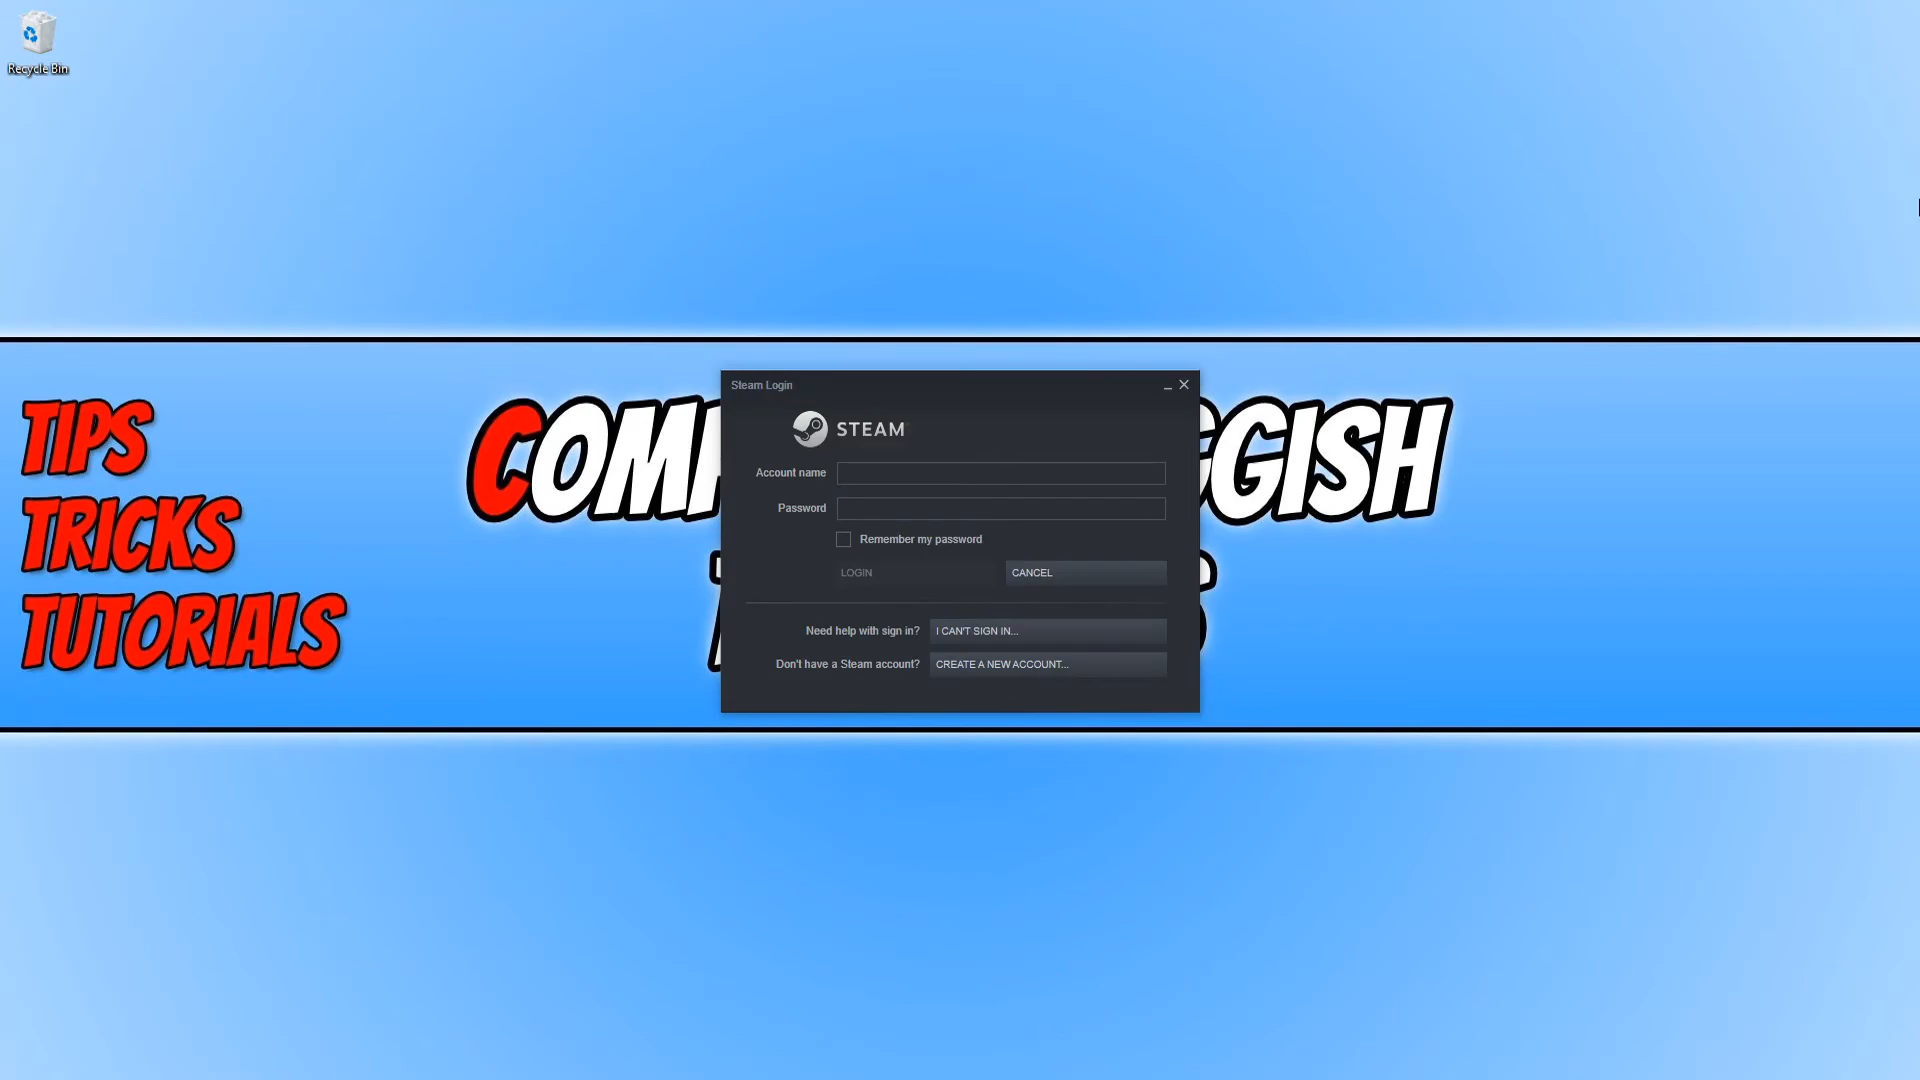 Recycle Bin
TIPS
TRICKS
TUTORIALS
Steam Login
STEAM
Account name
Password
Remember my password
LOGIN
CANCEL
Need help with sign in?
I CAN'T SIGN IN...
Don't have a Steam account?
CREATE A NEW ACCOUNT...